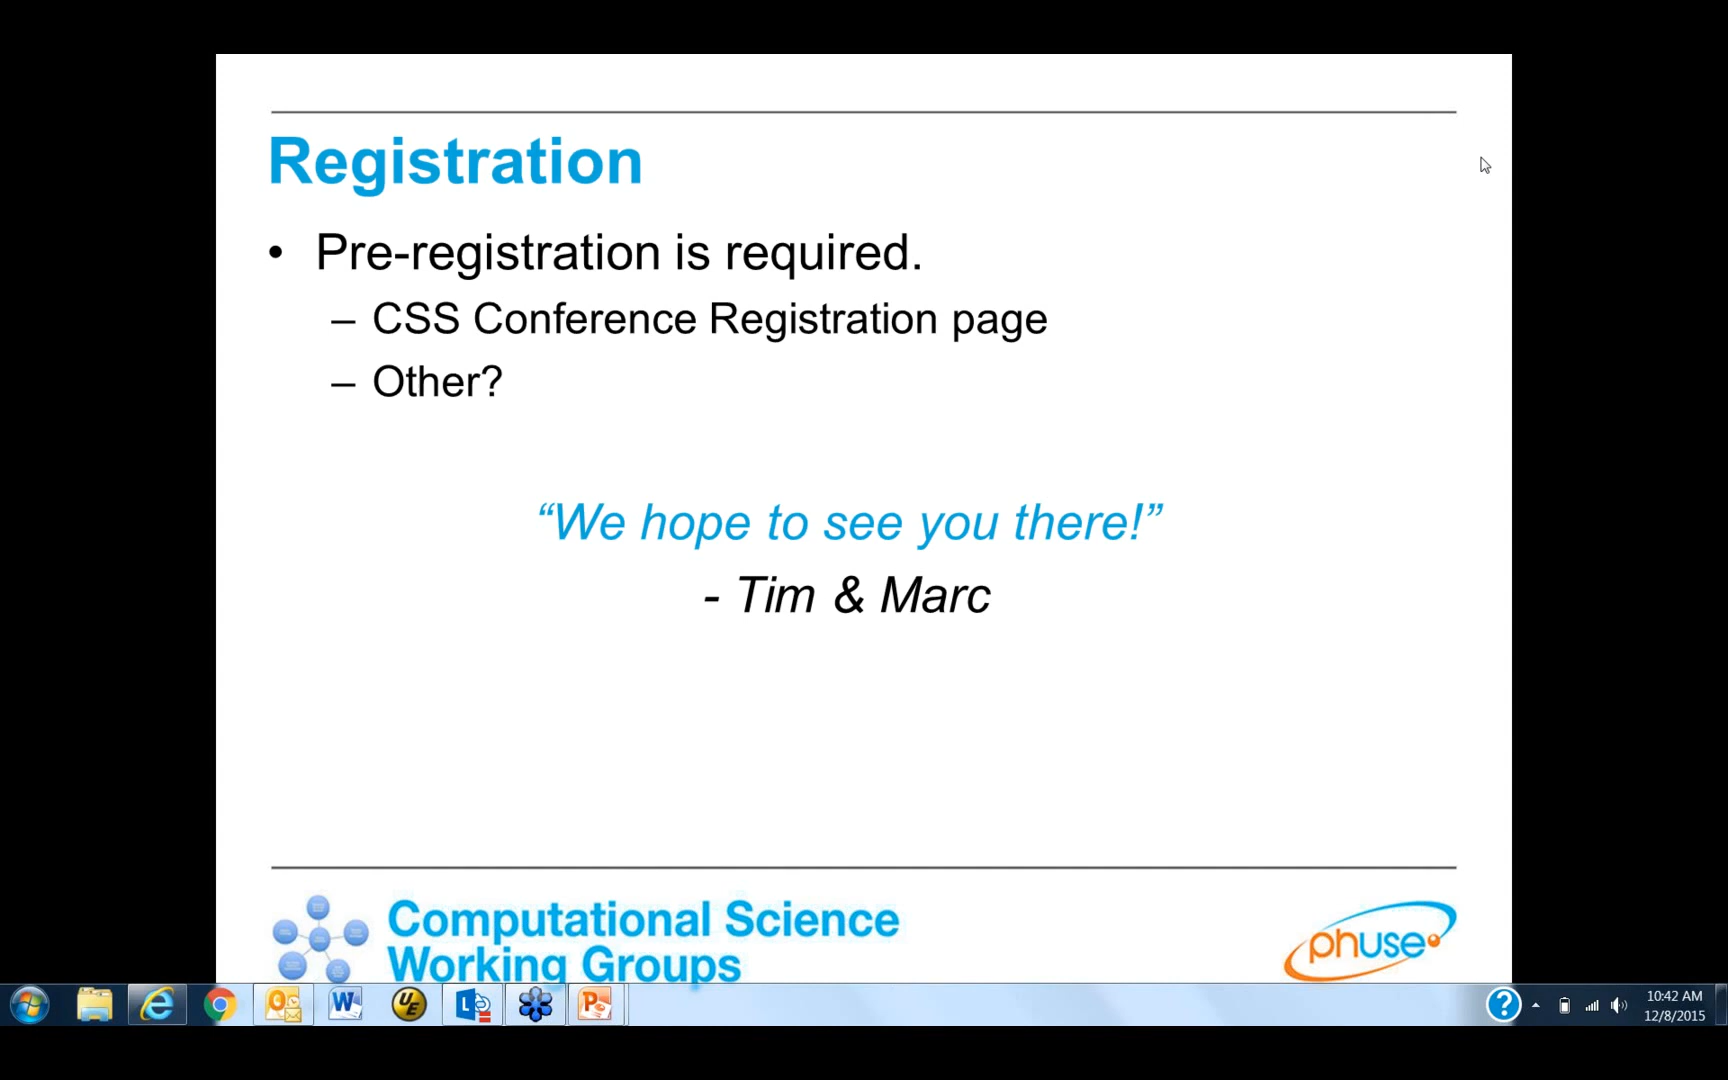 Registration
• Pre-registration is required.
– CSS Conference Registration page
– Other?
“We hope to see you there!”
- Tim & Marc
Computational Science
Working Groups
phuse
10:42 AM
12/8/2015